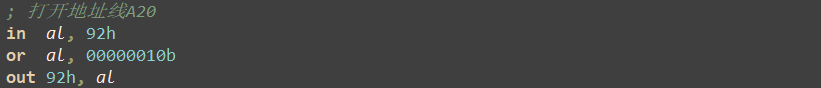 ; 打开地址线A20
in  al, 92h
or  al, 00000010b
out 92h, al